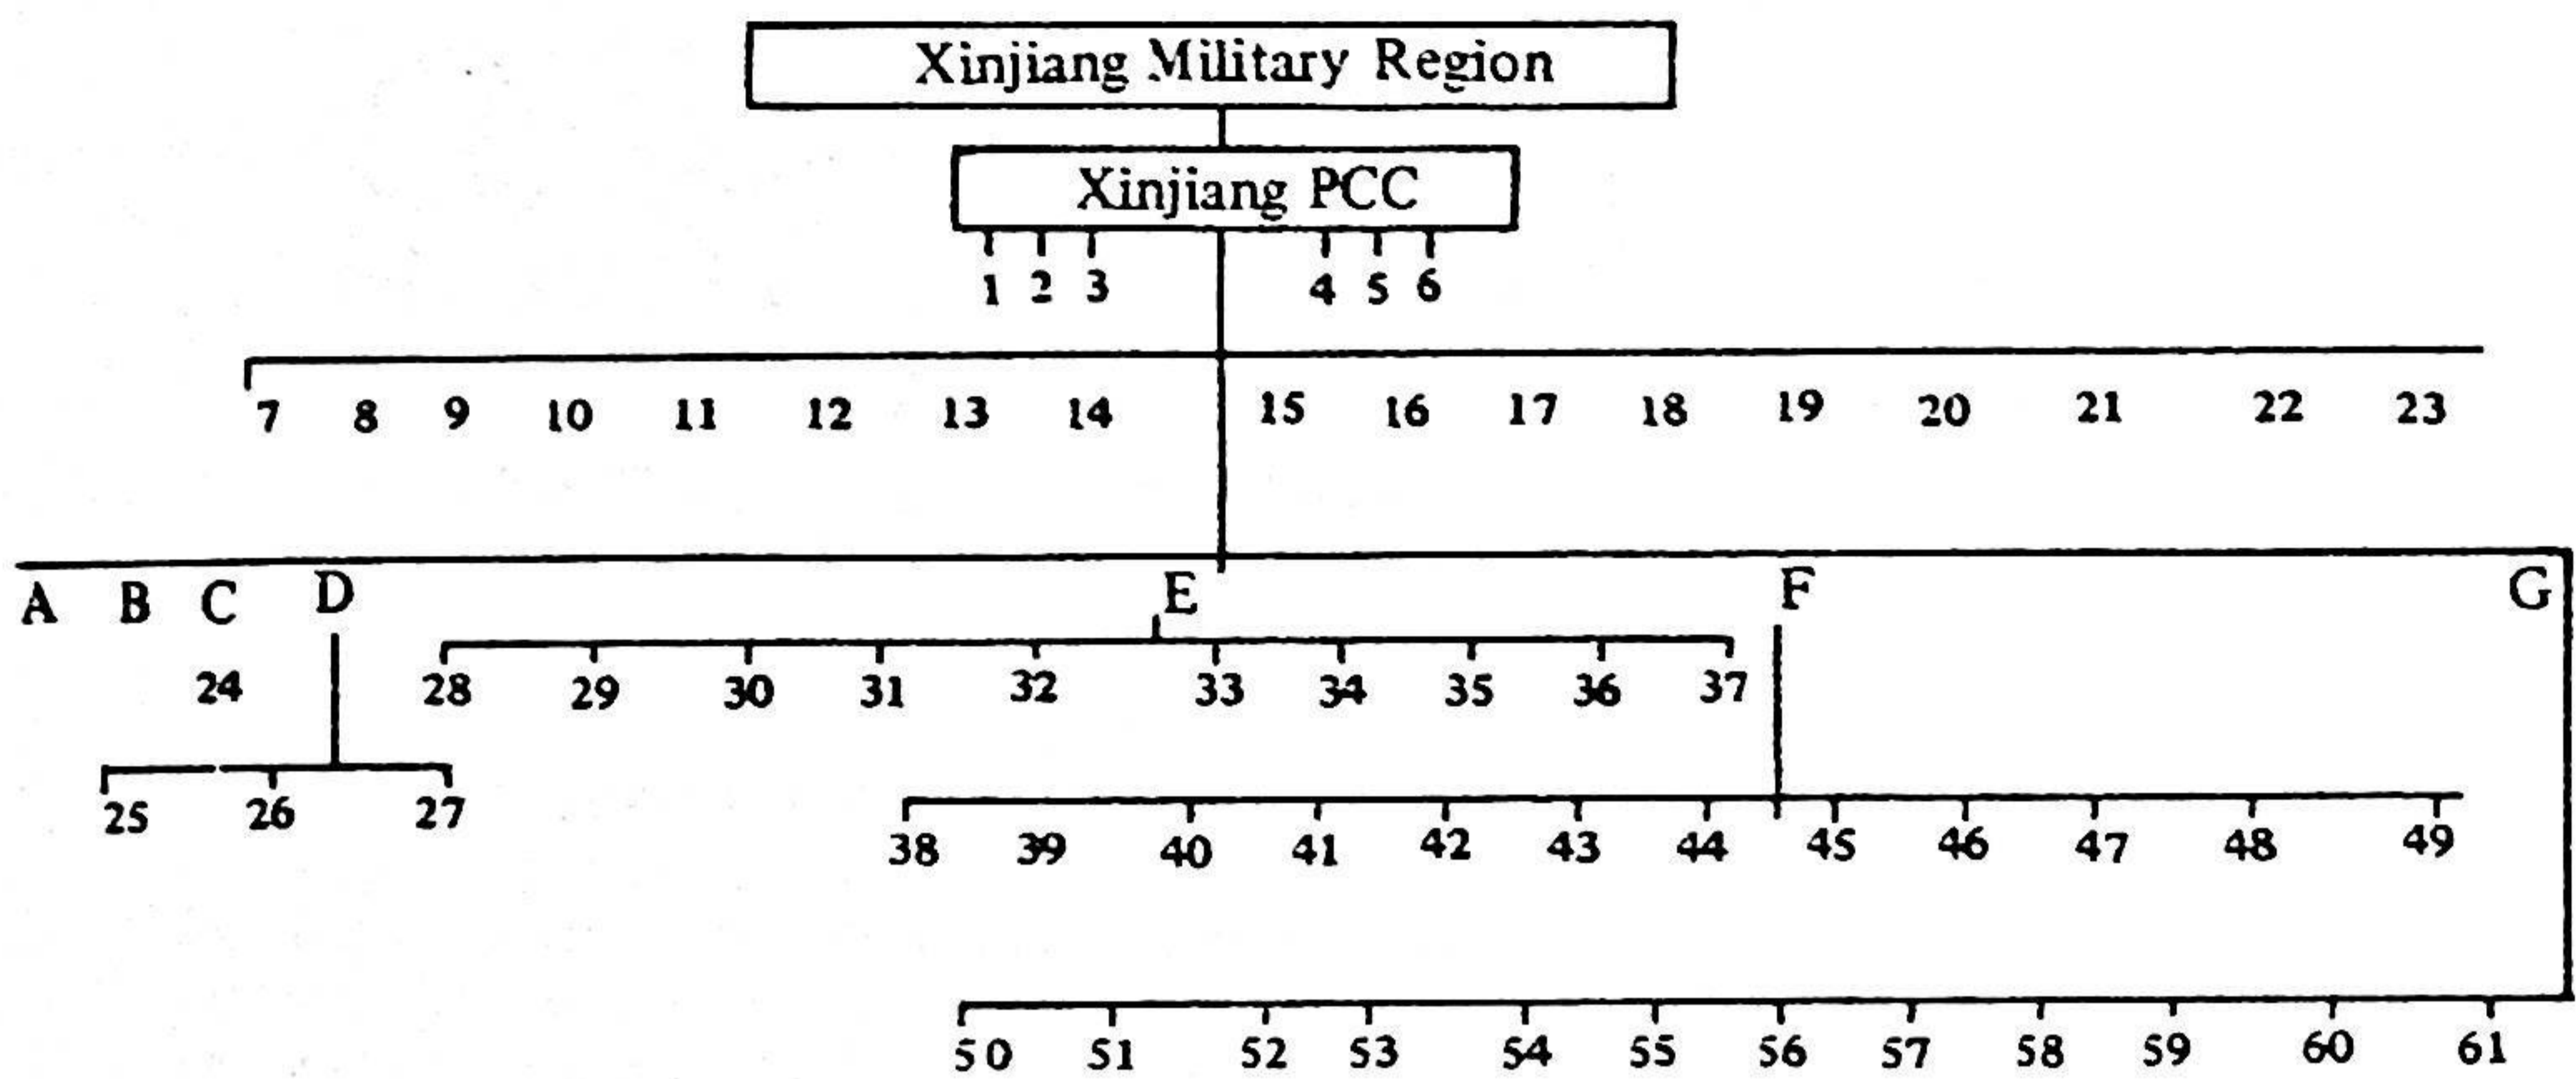 Xinjiang Military Region
Xinjiang PCC
1 2 3 4 5 6
7 8 9 10 11 12 13 14 15 16 17 18 19 20 21 22 23
A B C D E F G
24 28 29 30 31 32 33 34 35 36 37
25 26 27
38 39 40 41 42 43 44 45 46 47 48 49
50 51 52 53 54 55 56 57 58 59 60 61